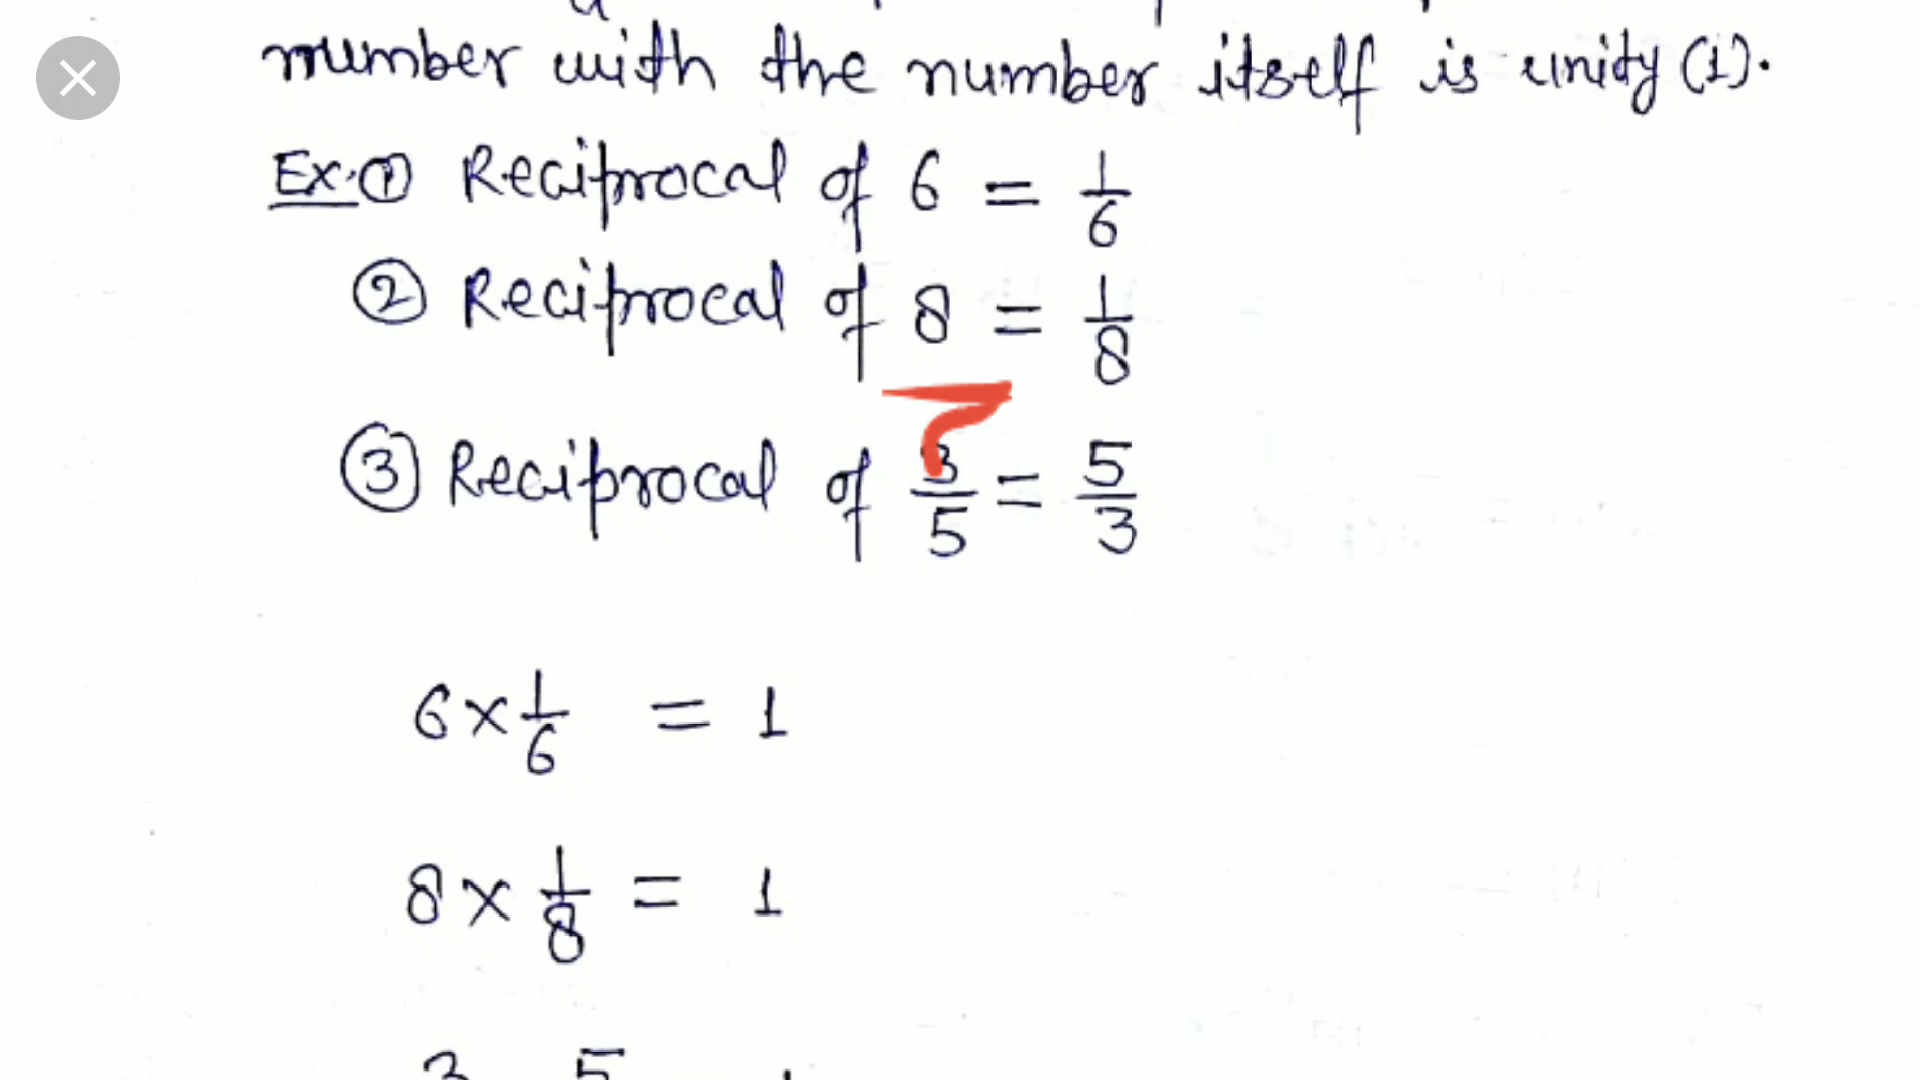 number with the number itself is unity (1).
Ex. ① Reciprocal of 6 = 1/6
② Reciprocal of 8 = 1/8
③ Reciprocal of 3/5 = 5/3
6 × 1/6 = 1
8 × 1/8 = 1